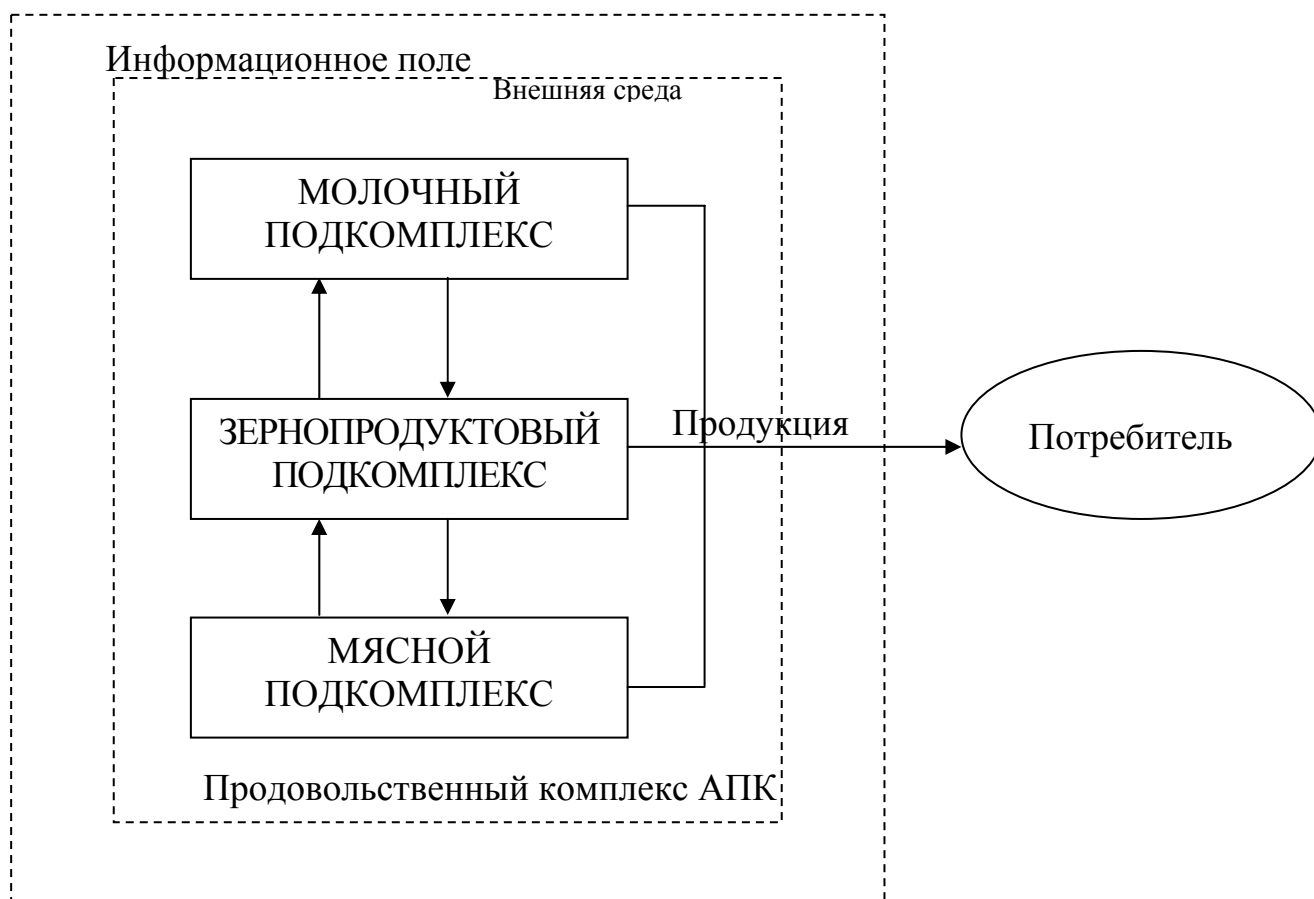 Информационное поле
Внешняя среда
МОЛОЧНЫЙ
ПОДКОМПЛЕКС
ЗЕРНОПРОДУКТОВЫЙ
ПОДКОМПЛЕКС
Продукция
Потребитель
МЯСНОЙ
ПОДКОМПЛЕКС
Продовольственный комплекс АПК